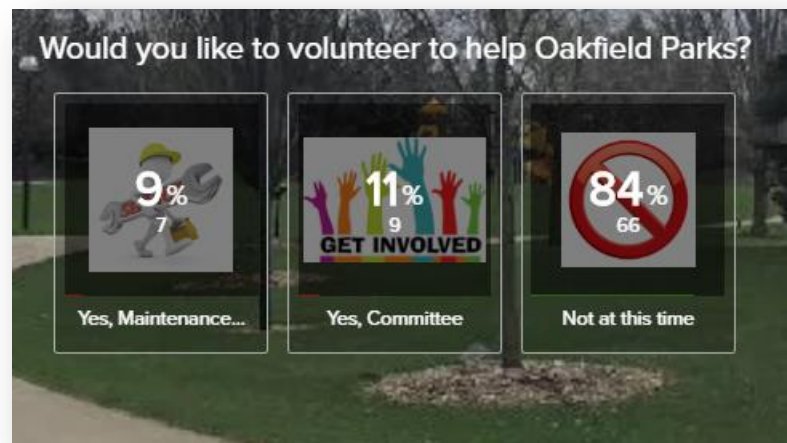 Would you like to volunteer to help Oakfield Parks?
9%
7
Yes, Maintenance...
11%
9
GET INVOLVED
Yes, Committee
84%
66
Not at this time